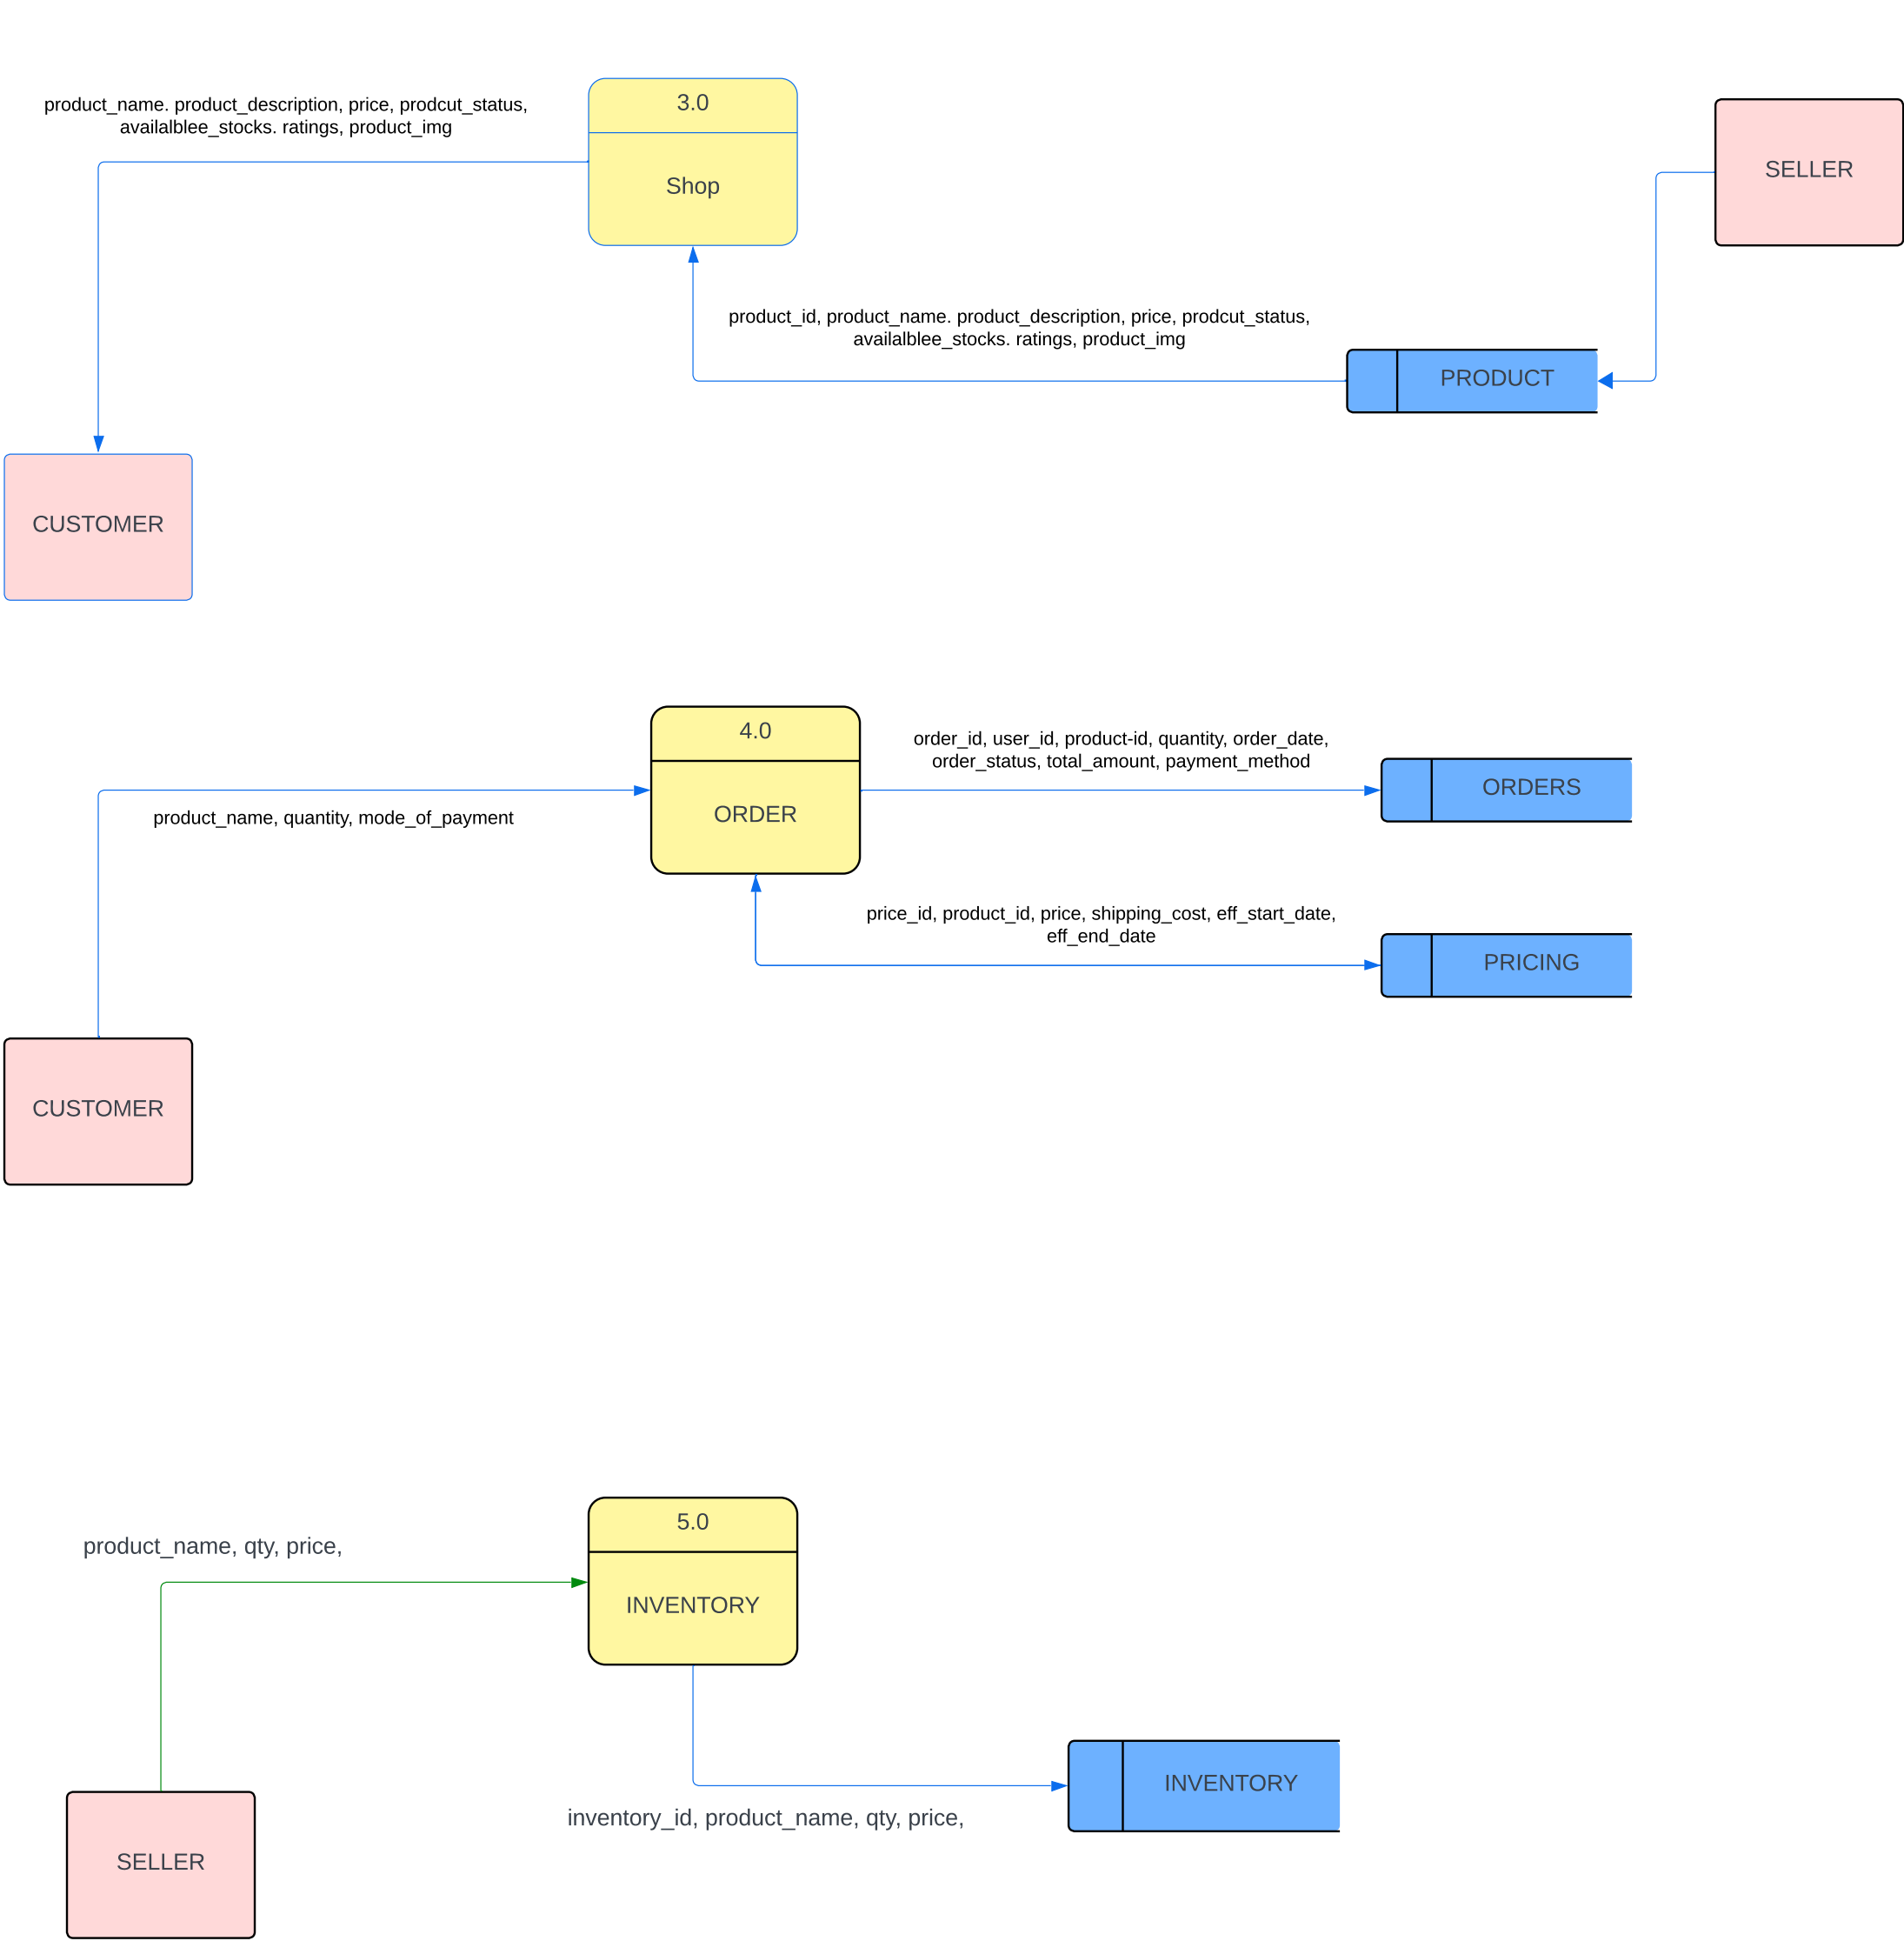 product_name. product_description, price, prodcut_status,
availalblee_stocks. ratings, product_img
3.0
Shop
SELLER
product_id, product_name. product_description, price, prodcut_status,
availalblee_stocks. ratings, product_img
PRODUCT
CUSTOMER
4.0
ORDER
order_id, user_id, product-id, quantity, order_date,
order_status, total_amount, payment_method
ORDERS
product_name, quantity, mode_of_payment
price_id, product_id, price, shipping_cost, eff_start_date,
eff_end_date
PRICING
CUSTOMER
5.0
INVENTORY
product_name, qty, price,
INVENTORY
inventory_id, product_name, qty, price,
SELLER